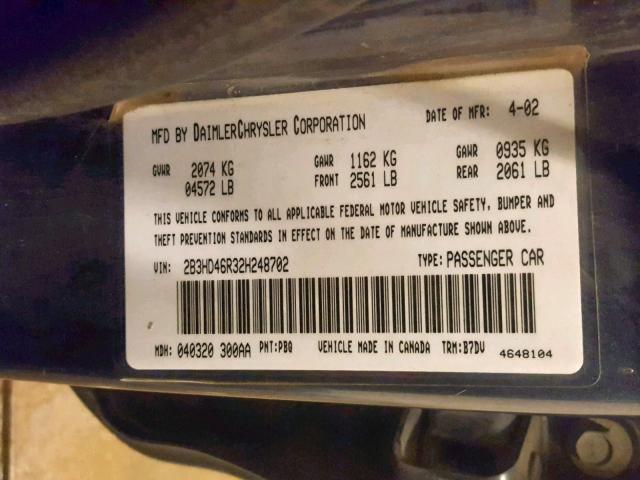 MFD BY DAIMLERCHRYSLER CORPORATION DATE OF MFR: 4-02
GVWR 2074 KG GAWR 1162 KG GAWR 0935 KG
04572 LB FRONT 2561 LB REAR 2061 LB
THIS VEHICLE CONFORMS TO ALL APPLICABLE FEDERAL MOTOR VEHICLE SAFETY, BUMPER AND
THEFT PREVENTION STANDARDS IN EFFECT ON THE DATE OF MANUFACTURE SHOWN ABOVE.
VIN: 2B3HD46R32H248702 TYPE: PASSENGER CAR
MDH: 040320 300AA PNT:PBQ VEHICLE MADE IN CANADA TRM:B7DV 4648104